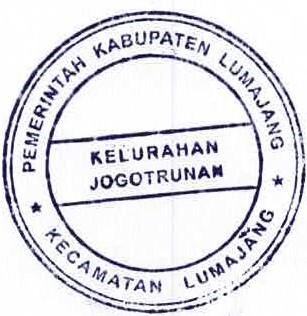 PEMERINTAH KABUPATEN LUMAJANG
KELURAHAN
JOGOTRUNAN
KECAMATAN LUMAJANG